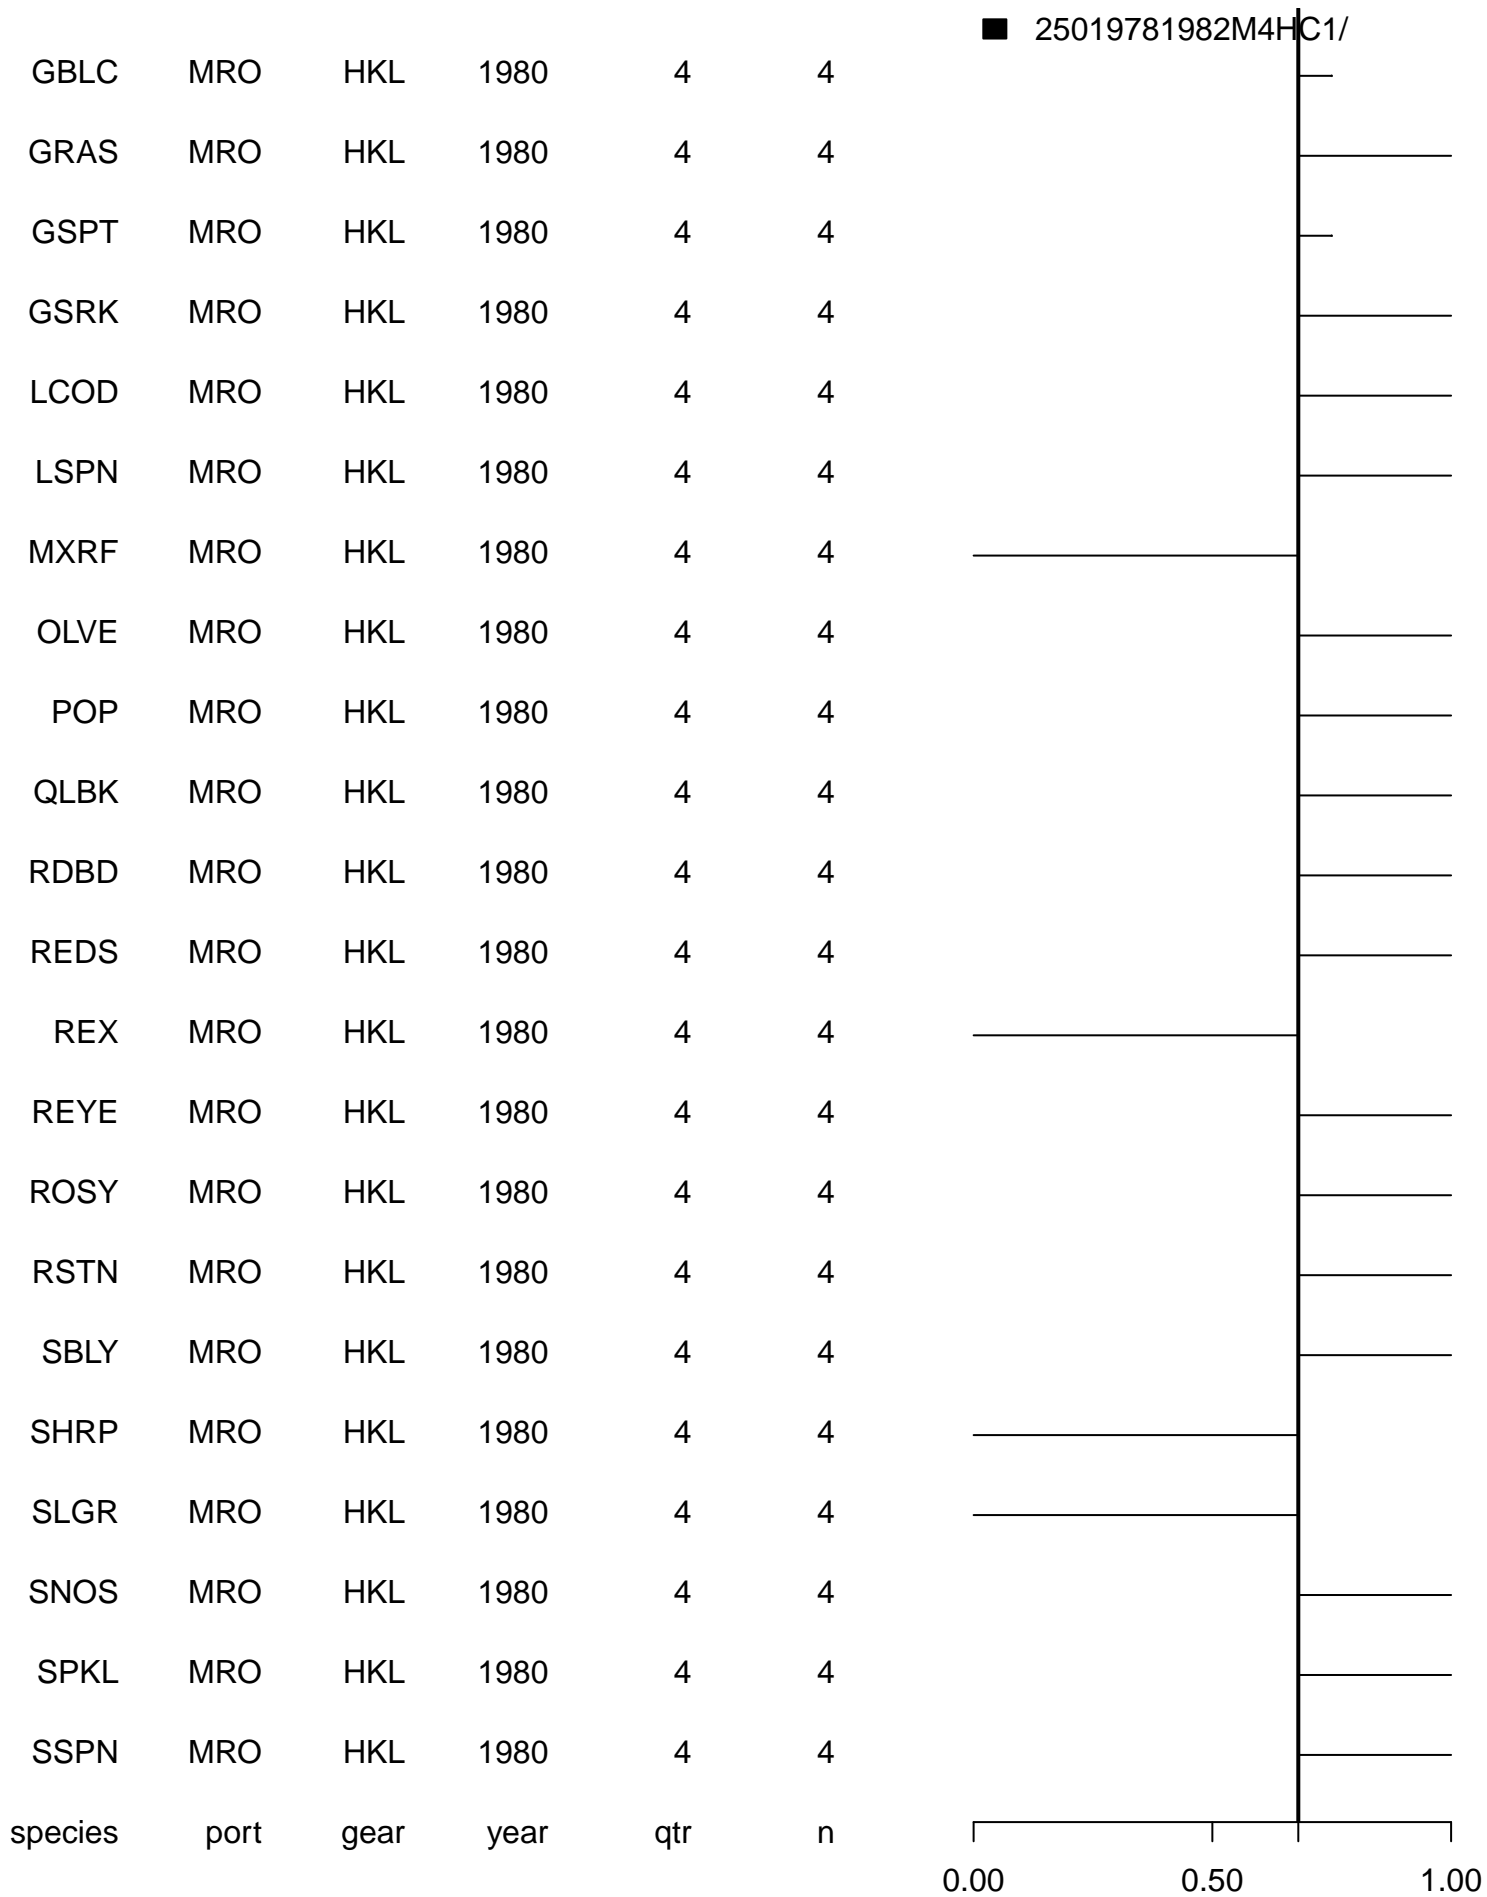 25019781982M4HC1/
GBLC MRO HKL 1980 4 4
GRAS MRO HKL 1980 4 4
GSPT MRO HKL 1980 4 4
GSRK MRO HKL 1980 4 4
LCOD MRO HKL 1980 4 4
LSPN MRO HKL 1980 4 4
MXRF MRO HKL 1980 4 4
OLVE MRO HKL 1980 4 4
POP MRO HKL 1980 4 4
QLBK MRO HKL 1980 4 4
RDBD MRO HKL 1980 4 4
REDS MRO HKL 1980 4 4
REX MRO HKL 1980 4 4
REYE MRO HKL 1980 4 4
ROSY MRO HKL 1980 4 4
RSTN MRO HKL 1980 4 4
SBLY MRO HKL 1980 4 4
SHRP MRO HKL 1980 4 4
SLGR MRO HKL 1980 4 4
SNOS MRO HKL 1980 4 4
SPKL MRO HKL 1980 4 4
SSPN MRO HKL 1980 4 4
species port gear year qtr n
0.00 0.50 1.00